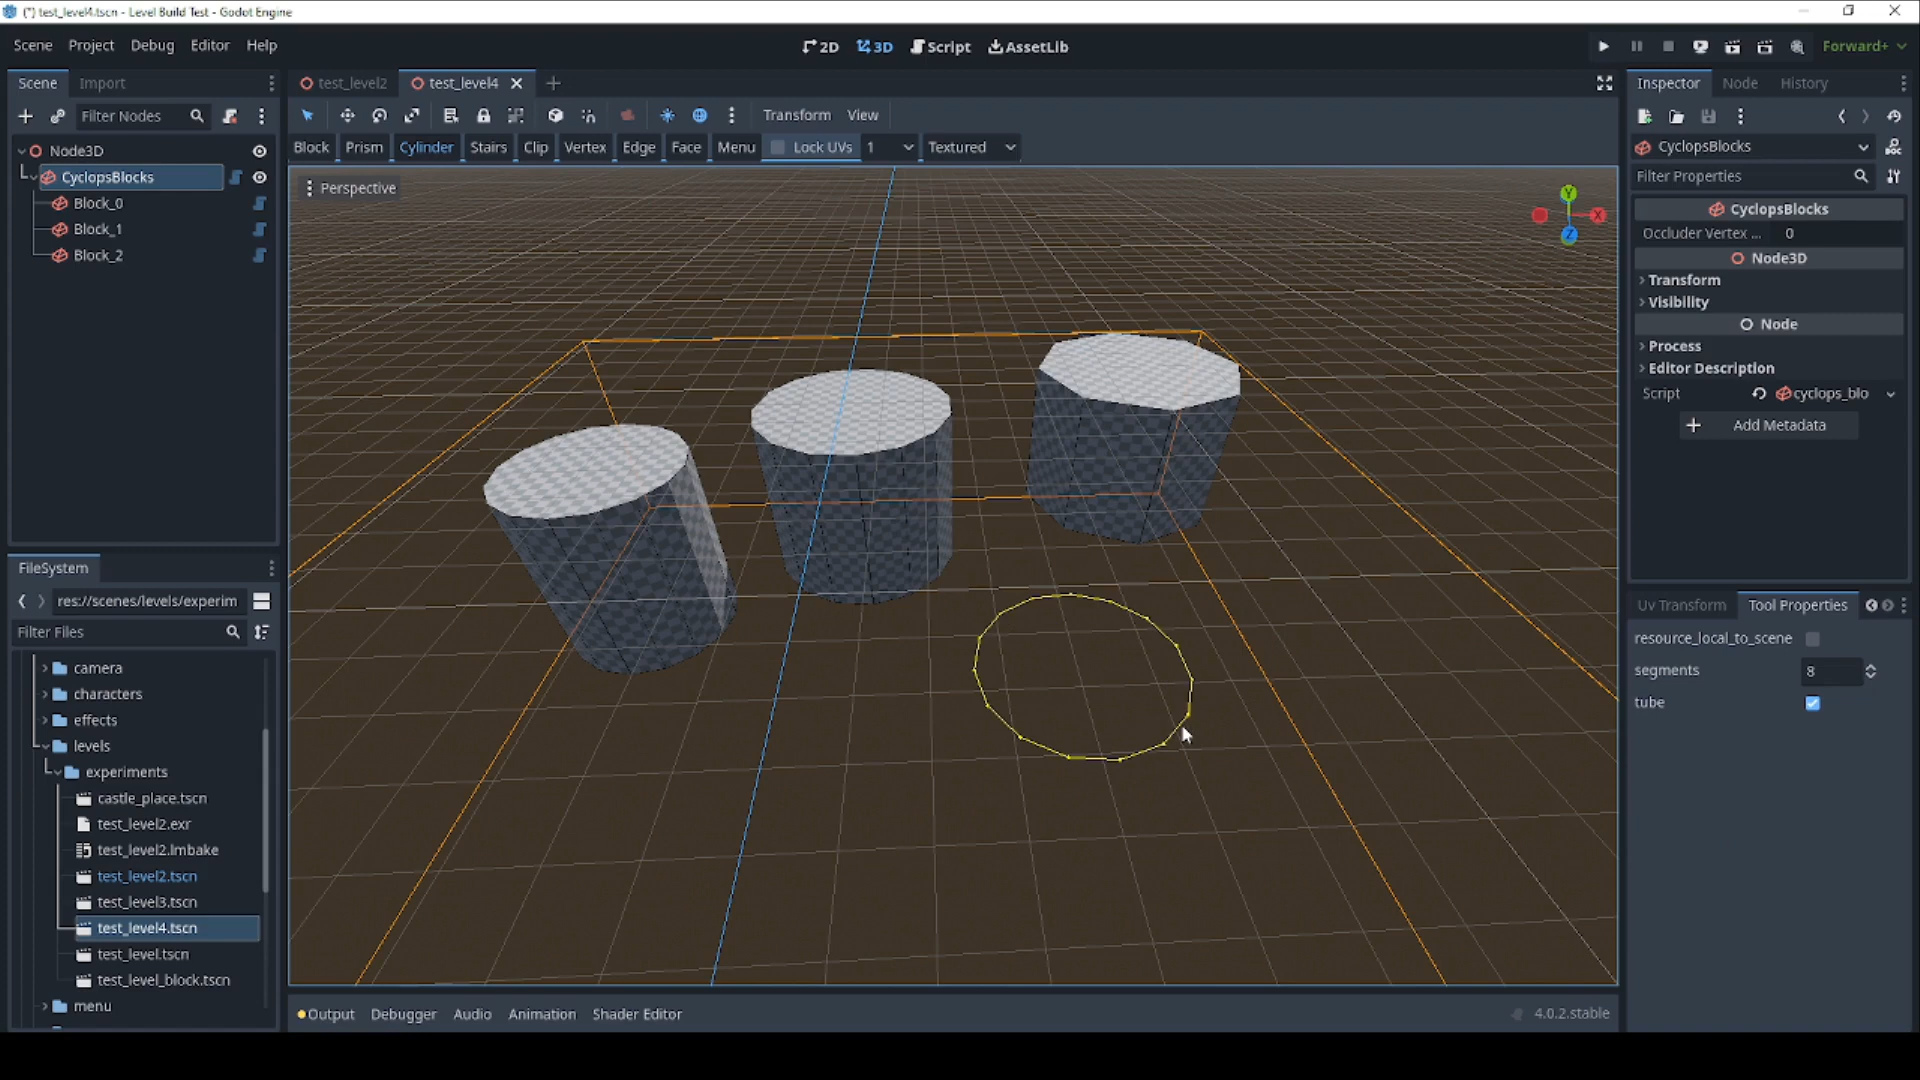 (*) test_level4.tscn - Level Build Test - Godot Engine
Scene Project Debug Editor Help
2D 3D Script AssetLib
Forward+
Scene Import
test_level2 test_level4
Inspector Node History
Filter Nodes
Transform View
Block Prism Cylinder Stairs Clip Vertex Edge Face Menu Lock UVs 1 Textured
Node3D
CyclopsBlocks
Block_0
Block_1
Block_2
Perspective
Y
X
Z
CyclopsBlocks
Filter Properties
CyclopsBlocks
Occluder Vertex ... 0
Node3D
Transform
Visibility
Node
Process
Editor Description
Script cyclops_blo
Add Metadata
FileSystem
res://scenes/levels/experim
Filter Files
camera
characters
effects
levels
experiments
castle_place.tscn
test_level2.exr
test_level2.lmbake
test_level2.tscn
test_level3.tscn
test_level4.tscn
test_level.tscn
test_level_block.tscn
menu
Uv Transform Tool Properties
resource_local_to_scene
segments 8
tube
Output Debugger Audio Animation Shader Editor
4.0.2.stable